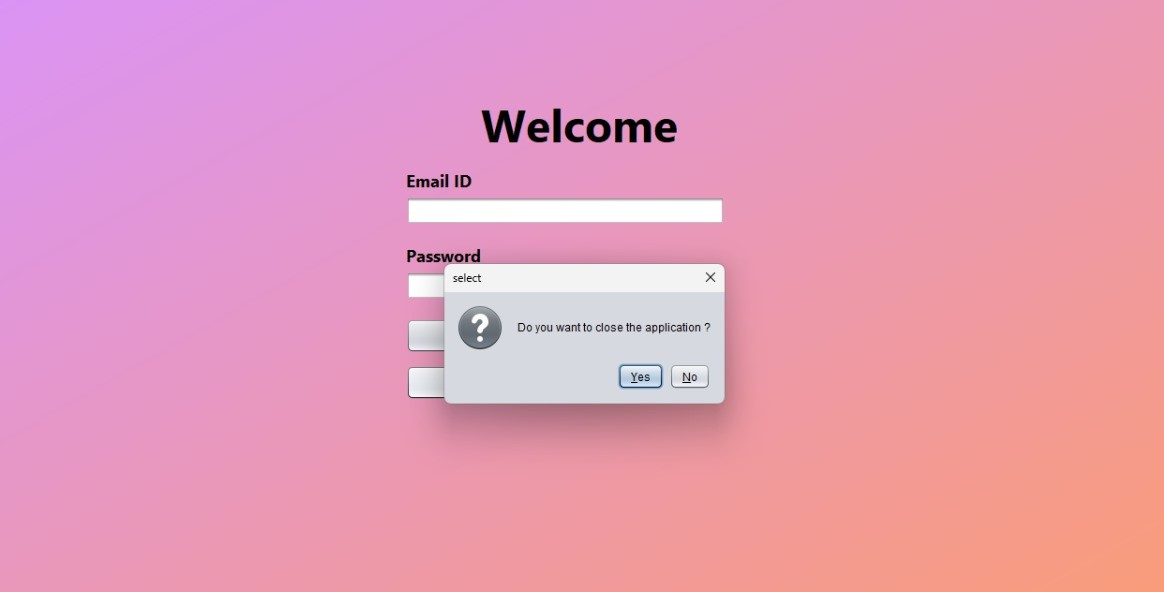 Welcome
Email ID
Password
select
?
Do you want to close the application ?
Yes
No